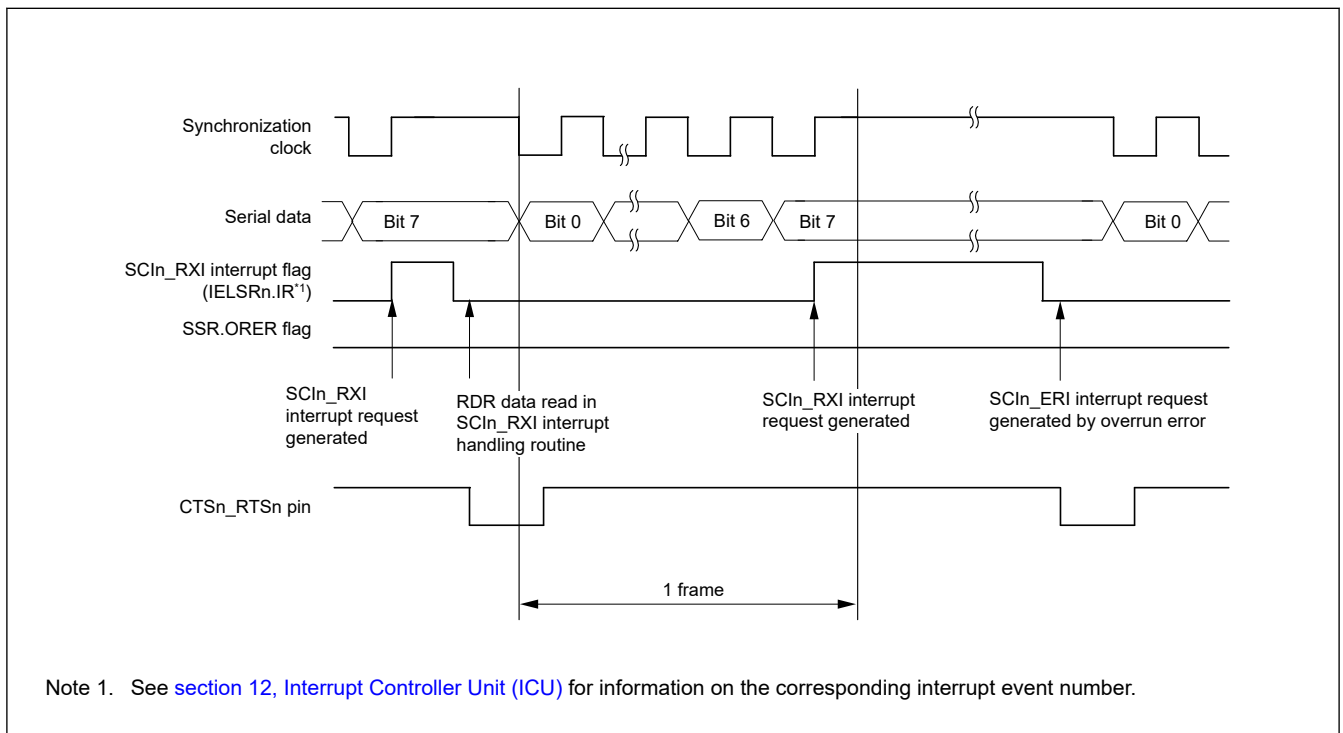 Synchronization
clock
Serial data
Bit 7
Bit 0
Bit 6
Bit 7
Bit 0
SCIn_RXI interrupt flag
(IELSRn.IR*1)
SSR.ORER flag
SCIn_RXI
interrupt request
generated
RDR data read in
SCIn_RXI interrupt
handling routine
SCIn_RXI interrupt
request generated
SCIn_ERI interrupt request
generated by overrun error
CTSn_RTSn pin
1 frame
Note 1. See section 12, Interrupt Controller Unit (ICU) for information on the corresponding interrupt event number.